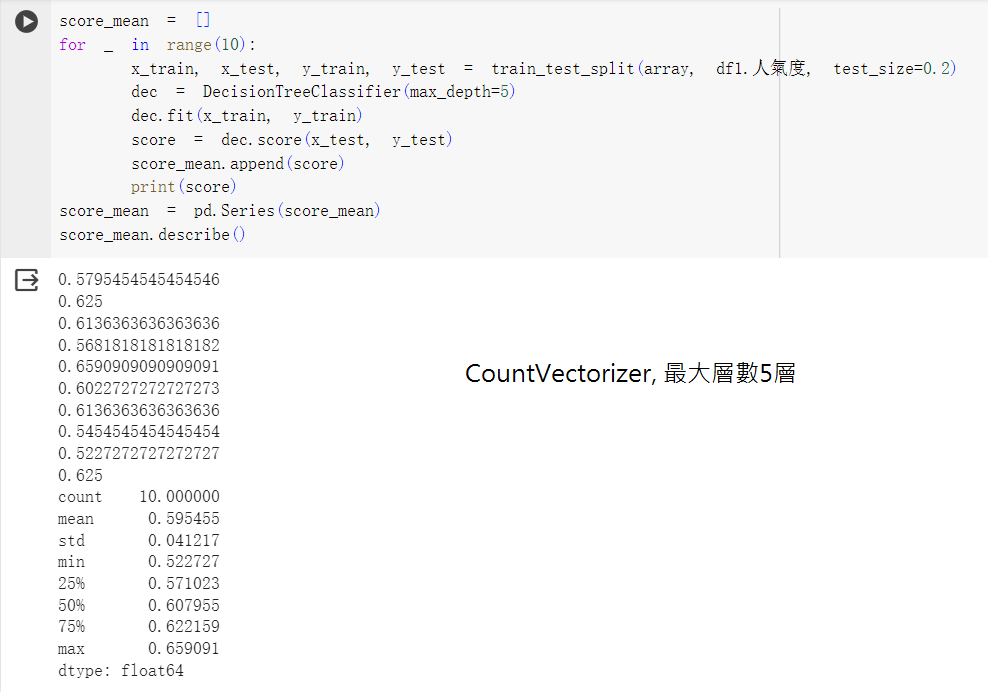 score_mean = []
for _ in range(10):
x_train, x_test, y_train, y_test = train_test_split(array, df1.人氣度, test_size=0.2)
dec = DecisionTreeClassifier(max_depth=5)
dec.fit(x_train, y_train)
score = dec.score(x_test, y_test)
score_mean.append(score)
print(score)
score_mean = pd.Series(score_mean)
score_mean.describe()
0.5795454545454546
0.625
0.6136363636363636
0.5681818181818182
0.6590909090909091
0.6022727272727273
0.6136363636363636
0.5454545454545454
0.5227272727272727
0.625
count 10.000000
mean 0.595455
std 0.041217
min 0.522727
25% 0.571023
50% 0.607955
75% 0.622159
max 0.659091
dtype: float64
CountVectorizer, 最大層數5層